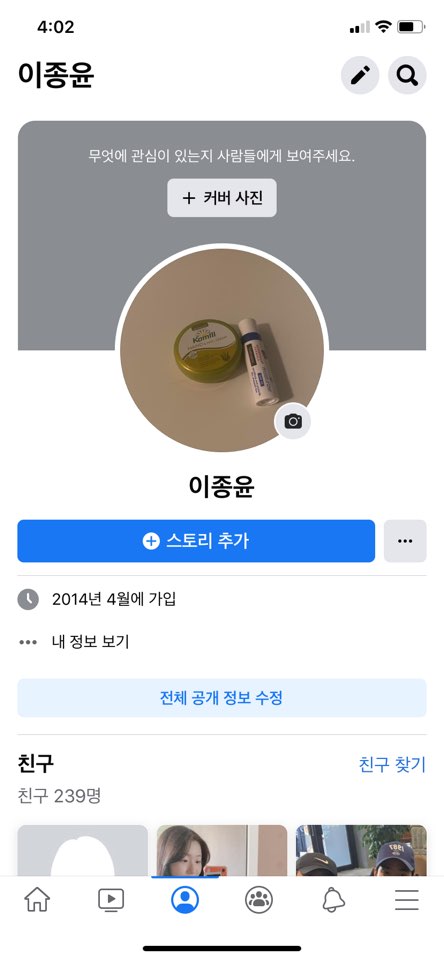 4:02
이종윤
무엇에 관심이 있는지 사람들에게 보여주세요.
+ 커버 사진
Kamill
이종윤
스토리 추가
2014년 4월에 가입
내 정보 보기
전체 공개 정보 수정
친구
친구 찾기
친구 239명